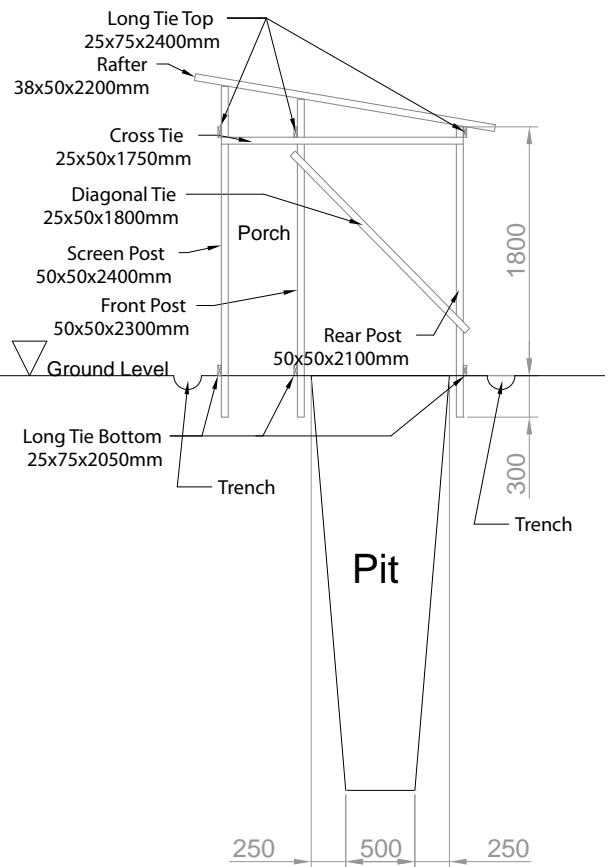 Long Tie Top
25x75x2400mm
Rafter
38x50x2200mm
Cross Tie
25x50x1750mm
Diagonal Tie
25x50x1800mm
Porch
Screen Post
50x50x2400mm
Front Post
50x50x2300mm
Rear Post
50x50x2100mm
1800
Ground Level
Long Tie Bottom
25x75x2050mm
300
Trench
Trench
Pit
250
500
250